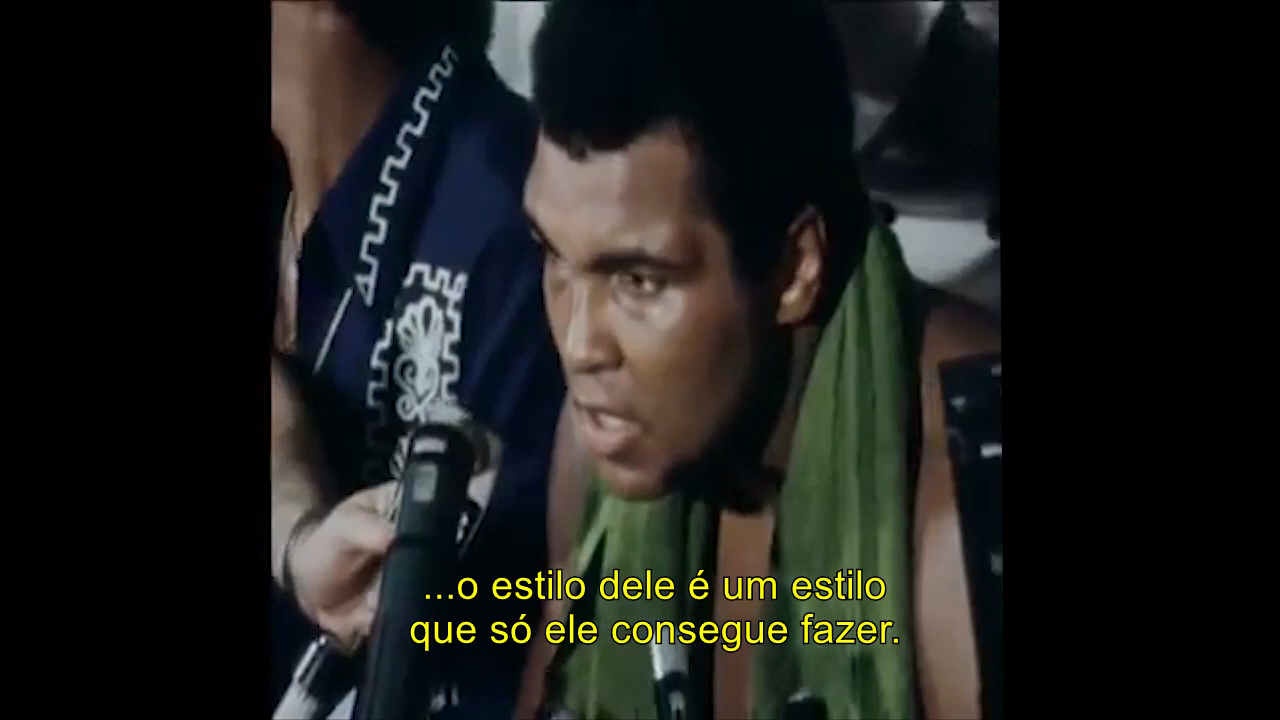 ...o estilo dele é um estilo
que só ele consegue fazer.